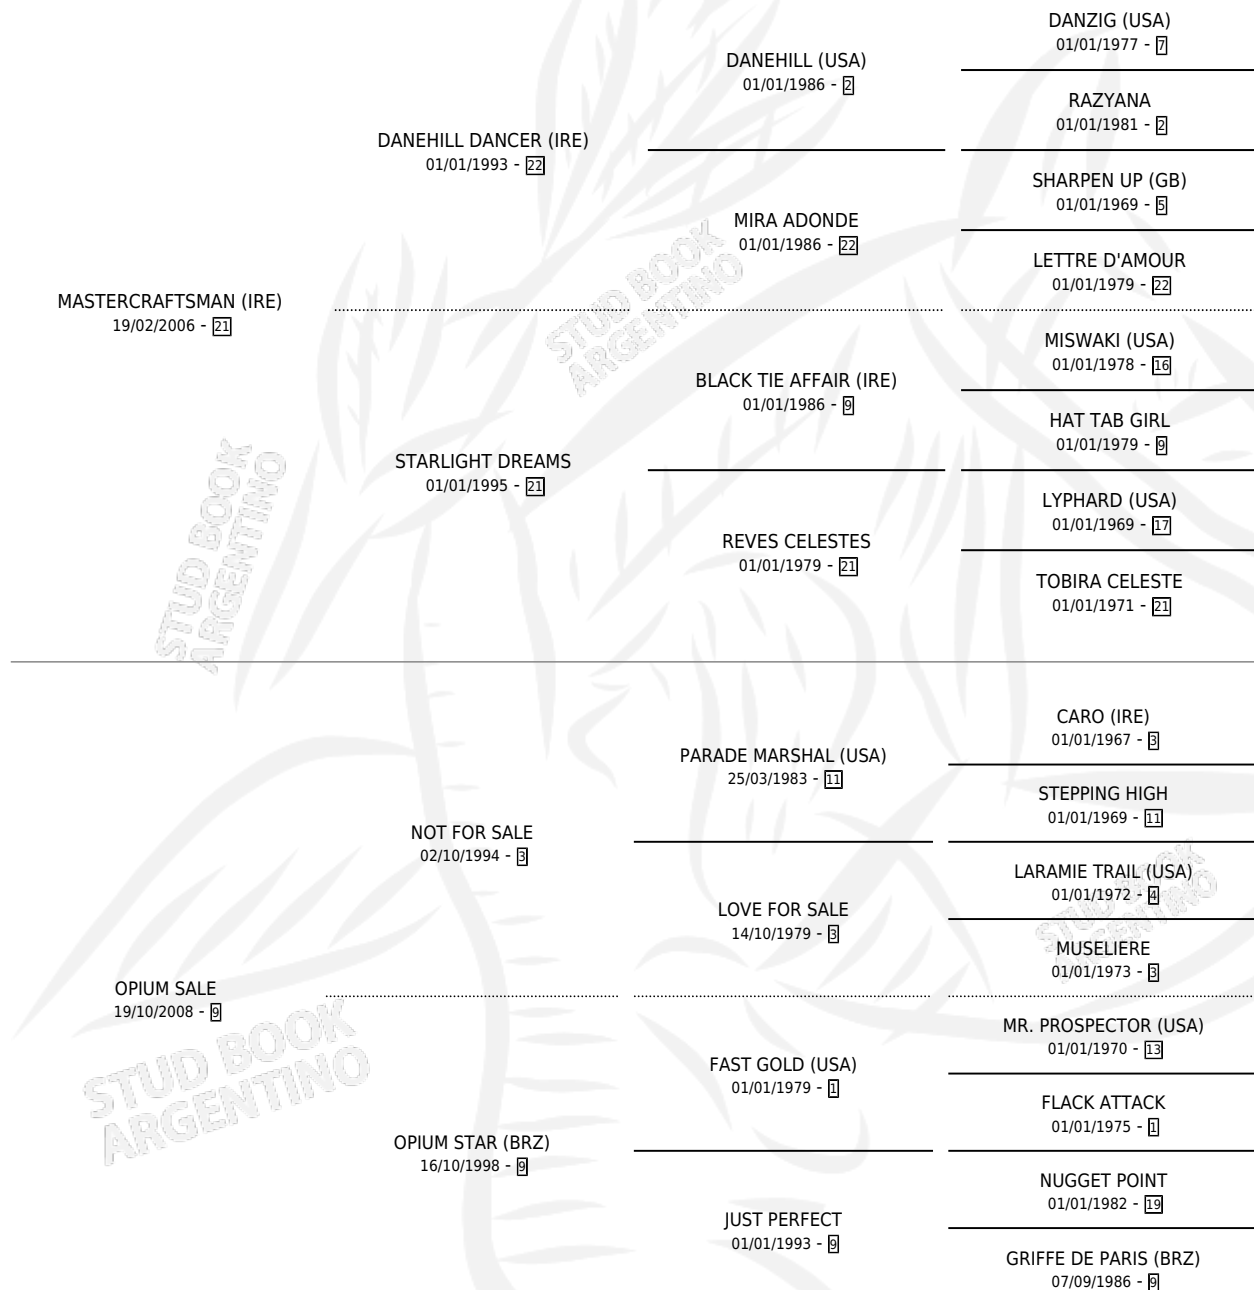 DANZIG (USA)
01/01/1977 - 7
DANEHILL (USA)
01/01/1986 - 2
RAZYANA
01/01/1981 - 2
DANEHILL DANCER (IRE)
01/01/1993 - 22
SHARPEN UP (GB)
01/01/1969 - 5
MIRA ADONDE
01/01/1986 - 22
LETTRE D'AMOUR
01/01/1979 - 22
MASTERCRAFTSMAN (IRE)
19/02/2006 - 21
STUD BOOK
ARGENTINO
MISWAKI (USA)
01/01/1978 - 16
BLACK TIE AFFAIR (IRE)
01/01/1986 - 9
HAT TAB GIRL
01/01/1979 - 9
STARLIGHT DREAMS
01/01/1995 - 21
LYPHARD (USA)
01/01/1969 - 17
REVES CELESTES
01/01/1979 - 21
TOBIRA CELESTE
01/01/1971 - 21
STUD BOOK
ARGENTINO
CARO (IRE)
01/01/1967 - 3
PARADE MARSHAL (USA)
25/03/1983 - 11
STEPPING HIGH
01/01/1969 - 11
NOT FOR SALE
02/10/1994 - 3
LARAMIE TRAIL (USA)
01/01/1972 - 4
LOVE FOR SALE
14/10/1979 - 3
STUD BOOK
ARGENTINO
MUSELIERE
01/01/1973 - 3
OPIUM SALE
19/10/2008 - 9
STUD BOOK
ARGENTINO
MR. PROSPECTOR (USA)
01/01/1970 - 13
FAST GOLD (USA)
01/01/1979 - 1
FLACK ATTACK
01/01/1975 - 1
OPIUM STAR (BRZ)
16/10/1998 - 9
NUGGET POINT
01/01/1982 - 19
JUST PERFECT
01/01/1993 - 9
GRIFFE DE PARIS (BRZ)
07/09/1986 - 9